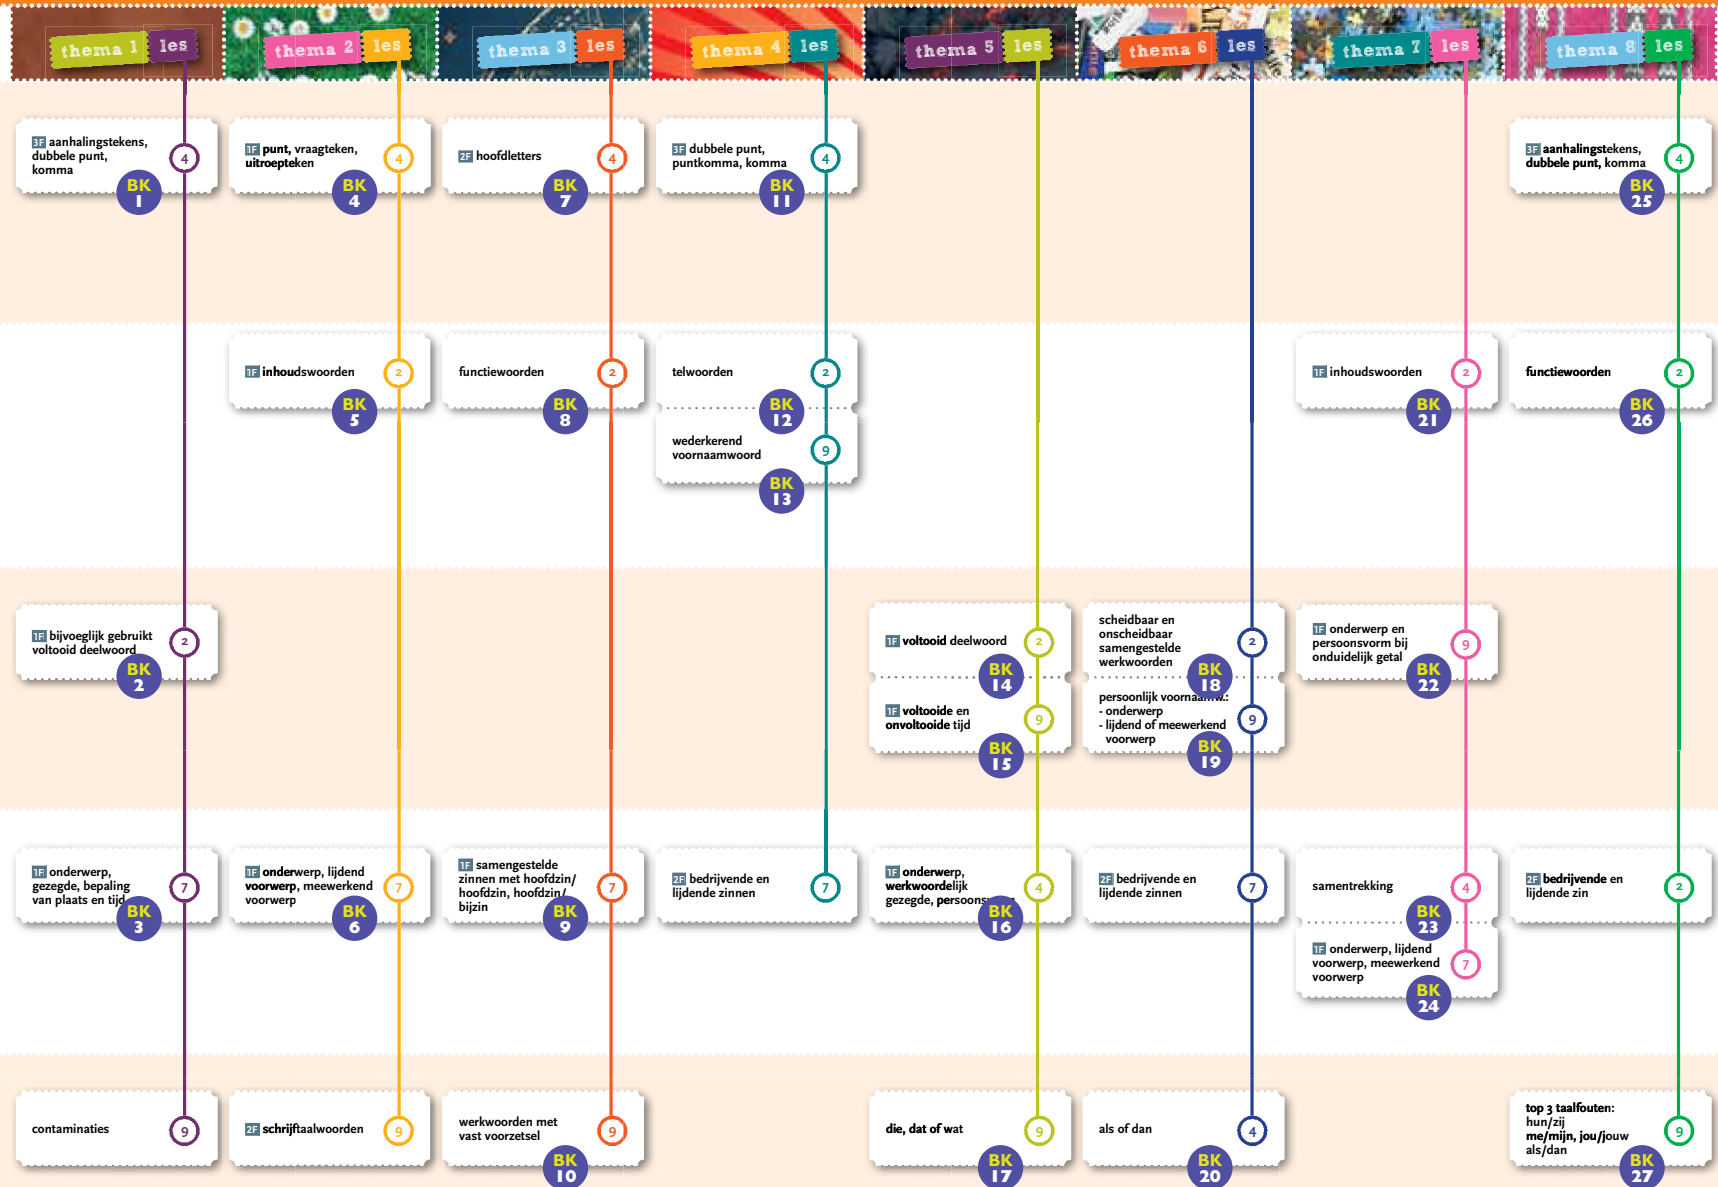 thema 1 les
thema 2 les
thema 3 les
thema 4 les
thema 5 les
thema 6 les
thema 7 les
thema 8 les
3F aanhalingstekens,
dubbele punt,
komma
4
BK
1
1F punt, vraagteken,
uitroepteken
4
BK
4
2F hoofdletters
4
BK
7
3F dubbele punt,
puntkomma, komma
4
BK
11
3F aanhalingstekens,
dubbele punt, komma
4
BK
25
1F inhoudswoorden
2
BK
5
functiewoorden
2
BK
8
telwoorden
2
BK
12
wederkerend
voornaamwoord
9
BK
13
1F inhoudswoorden
2
BK
21
functiewoorden
2
BK
26
1F bijvoeglijk gebruikt
voltooid deelwoord
2
BK
2
1F voltooid deelwoord
2
BK
14
1F voltooide en
onvoltooide tijd
9
BK
15
scheidbaar en
onscheidbaar
samengestelde
werkwoorden
2
BK
18
persoonlijk voornaamw.:
- onderwerp
- lijdend of meewerkend
voorwerp
9
BK
19
1F onderwerp en
persoonsvorm bij
onduidelijk getal
9
BK
22
1F onderwerp,
gezegde, bepaling
van plaats en tijd
7
BK
3
1F onderwerp, lijdend
voorwerp, meewerkend
voorwerp
7
BK
6
1F samengestelde
zinnen met hoofdzin/
hoofdzin, hoofdzin/
bijzin
7
BK
9
2F bedrijvende en
lijdende zinnen
7
1F onderwerp,
werkwoordelijk
gezegde,
4
BK
16
2F bedrijvende en
lijdende zinnen
7
samentrekking
4
BK
23
1F onderwerp, lijdend
voorwerp, meewerkend
voorwerp
7
BK
24
2F bedrijvende en
lijdende zin
2
contaminaties
9
2F schrijftaalwoorden
9
werkwoorden met
vast voorzetsel
9
BK
10
die, dat of wat
9
BK
17
als of dan
4
BK
20
top 3 taalfouten:
hun/zij
me/mijn, jou/jouw
als/dan
9
BK
27